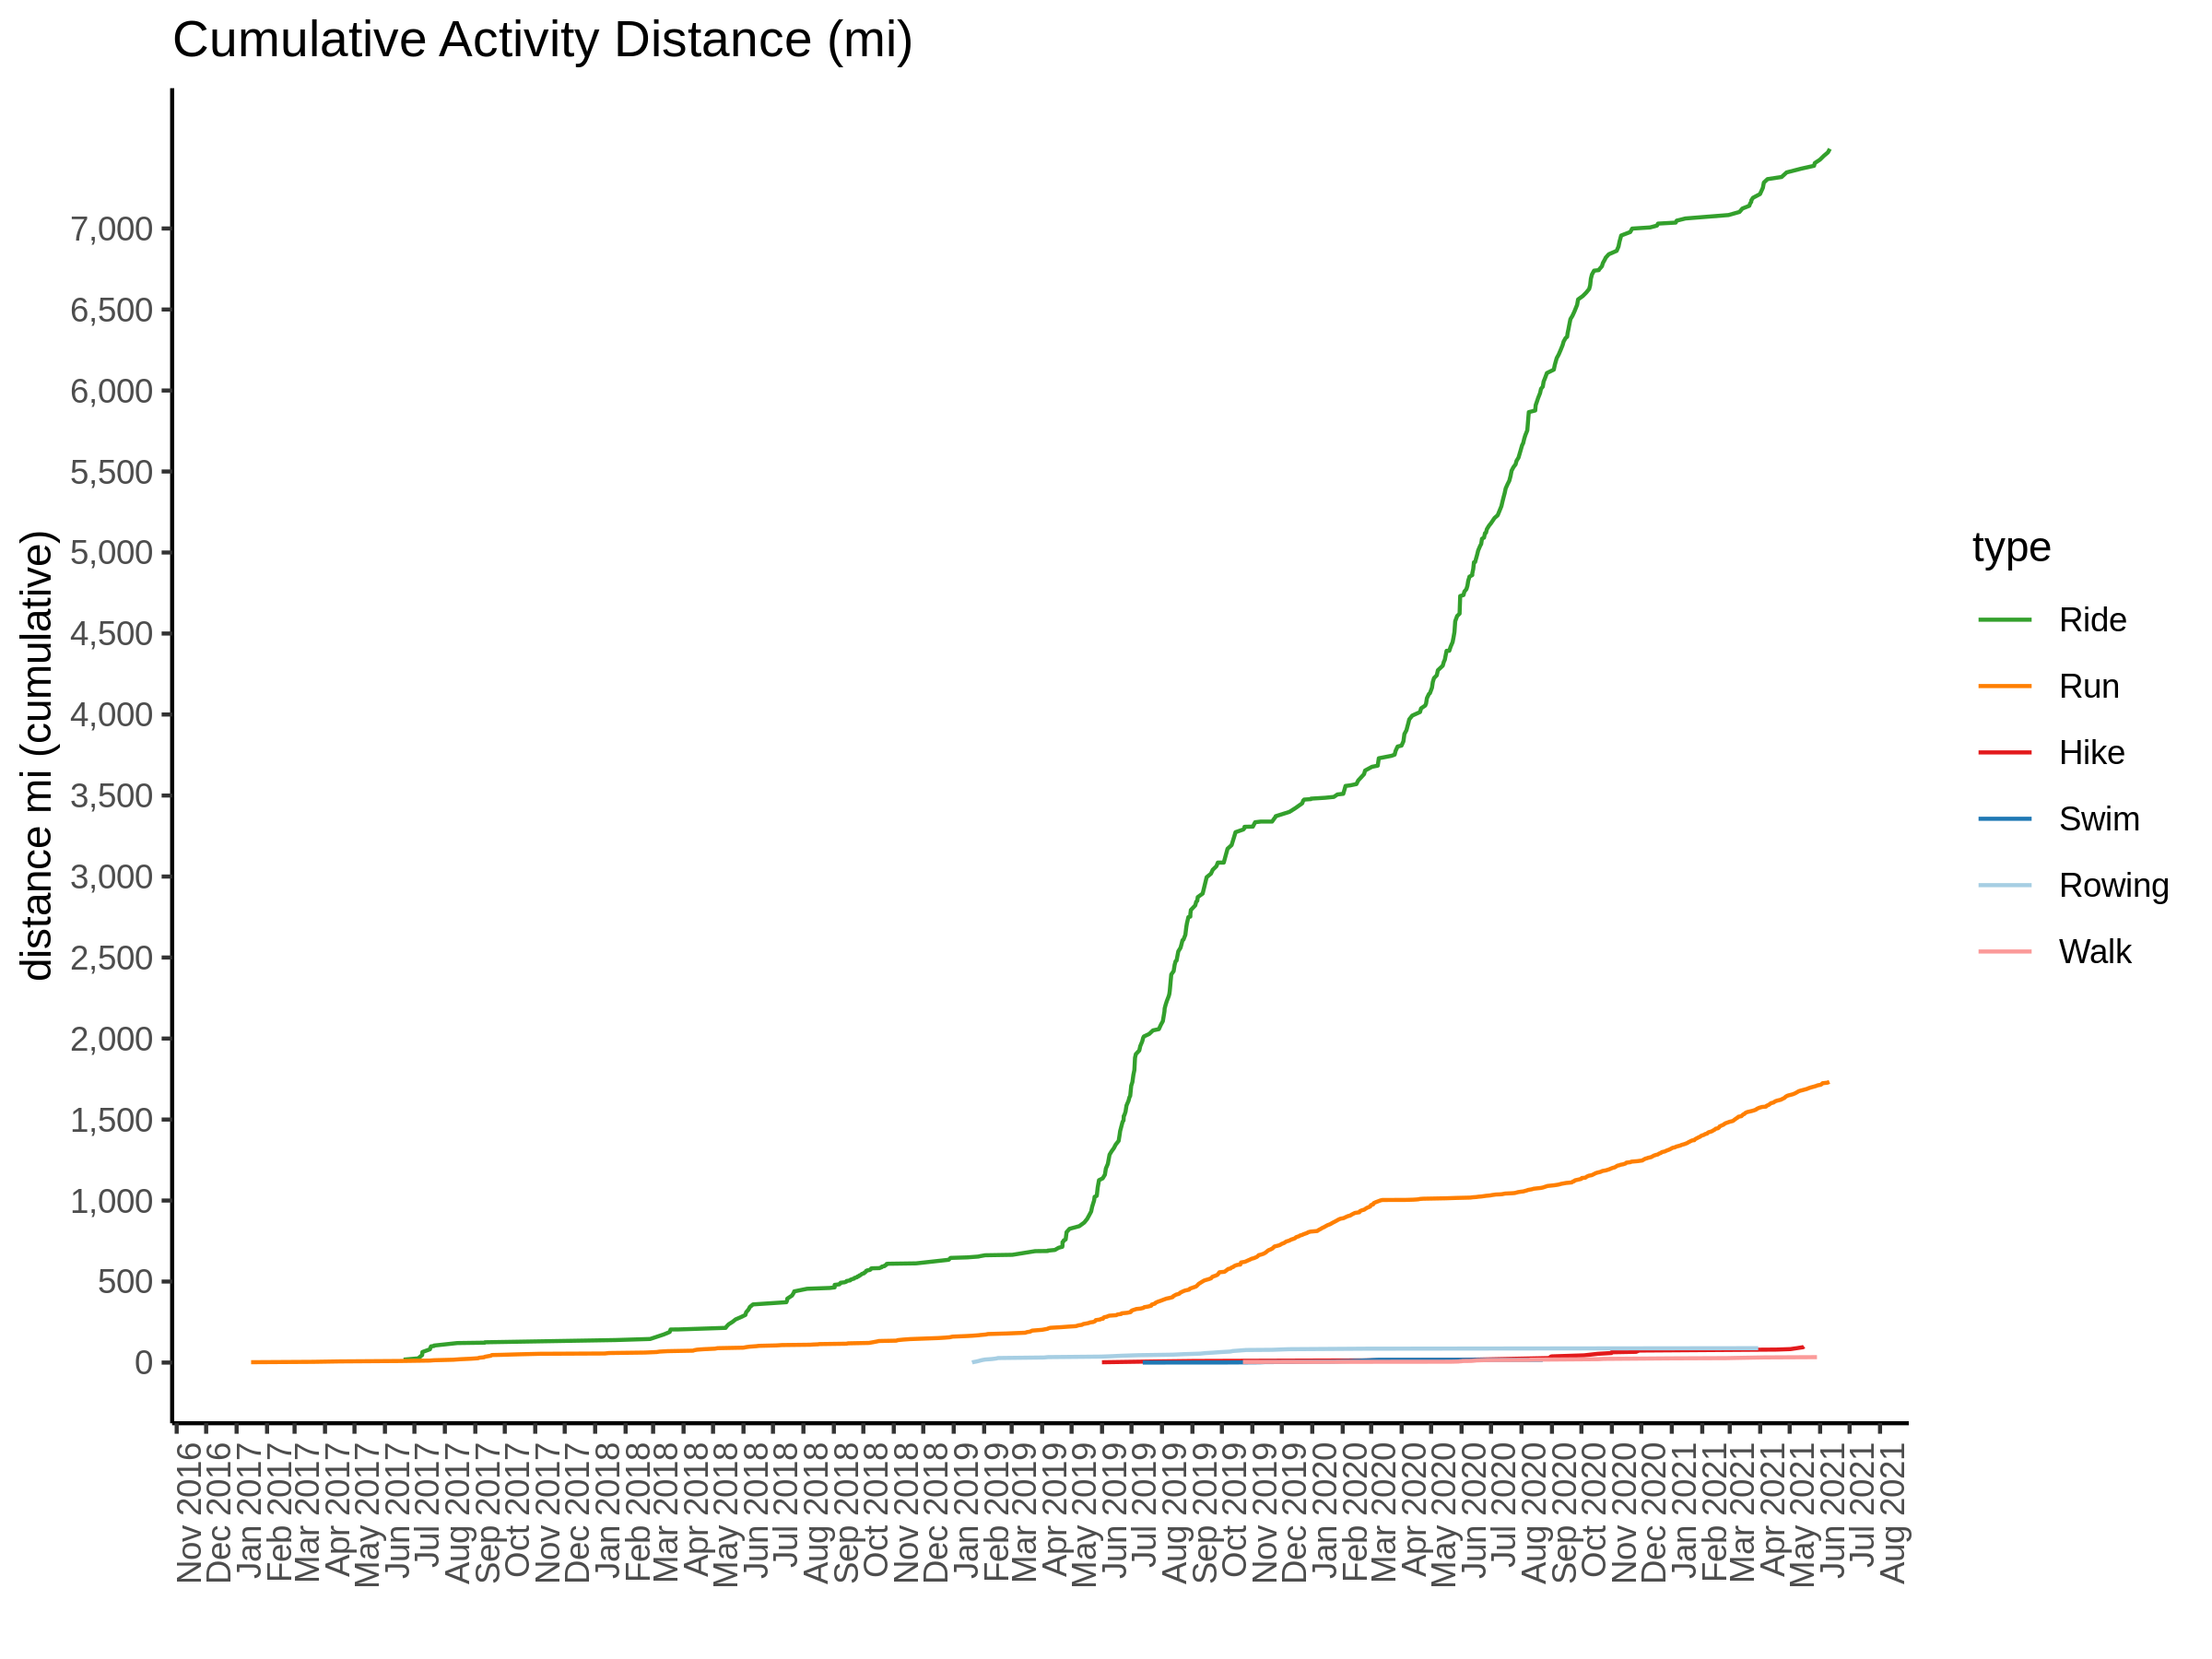 Cumulative Activity Distance (mi)
distance mi (cumulative)
7,000
6,500
6,000
5,500
5,000
4,500
4,000
3,500
3,000
2,500
2,000
1,500
1,000
500
0
Nov 2016
Dec 2016
Jan 2017
Feb 2017
Mar 2017
Apr 2017
May 2017
Jun 2017
Jul 2017
Aug 2017
Sep 2017
Oct 2017
Nov 2017
Dec 2017
Jan 2018
Feb 2018
Mar 2018
Apr 2018
May 2018
Jun 2018
Jul 2018
Aug 2018
Sep 2018
Oct 2018
Nov 2018
Dec 2018
Jan 2019
Feb 2019
Mar 2019
Apr 2019
May 2019
Jun 2019
Jul 2019
Aug 2019
Sep 2019
Oct 2019
Nov 2019
Dec 2019
Jan 2020
Feb 2020
Mar 2020
Apr 2020
May 2020
Jun 2020
Jul 2020
Aug 2020
Sep 2020
Oct 2020
Nov 2020
Dec 2020
Jan 2021
Feb 2021
Mar 2021
Apr 2021
May 2021
Jun 2021
Jul 2021
Aug 2021
type
Ride
Run
Hike
Swim
Rowing
Walk